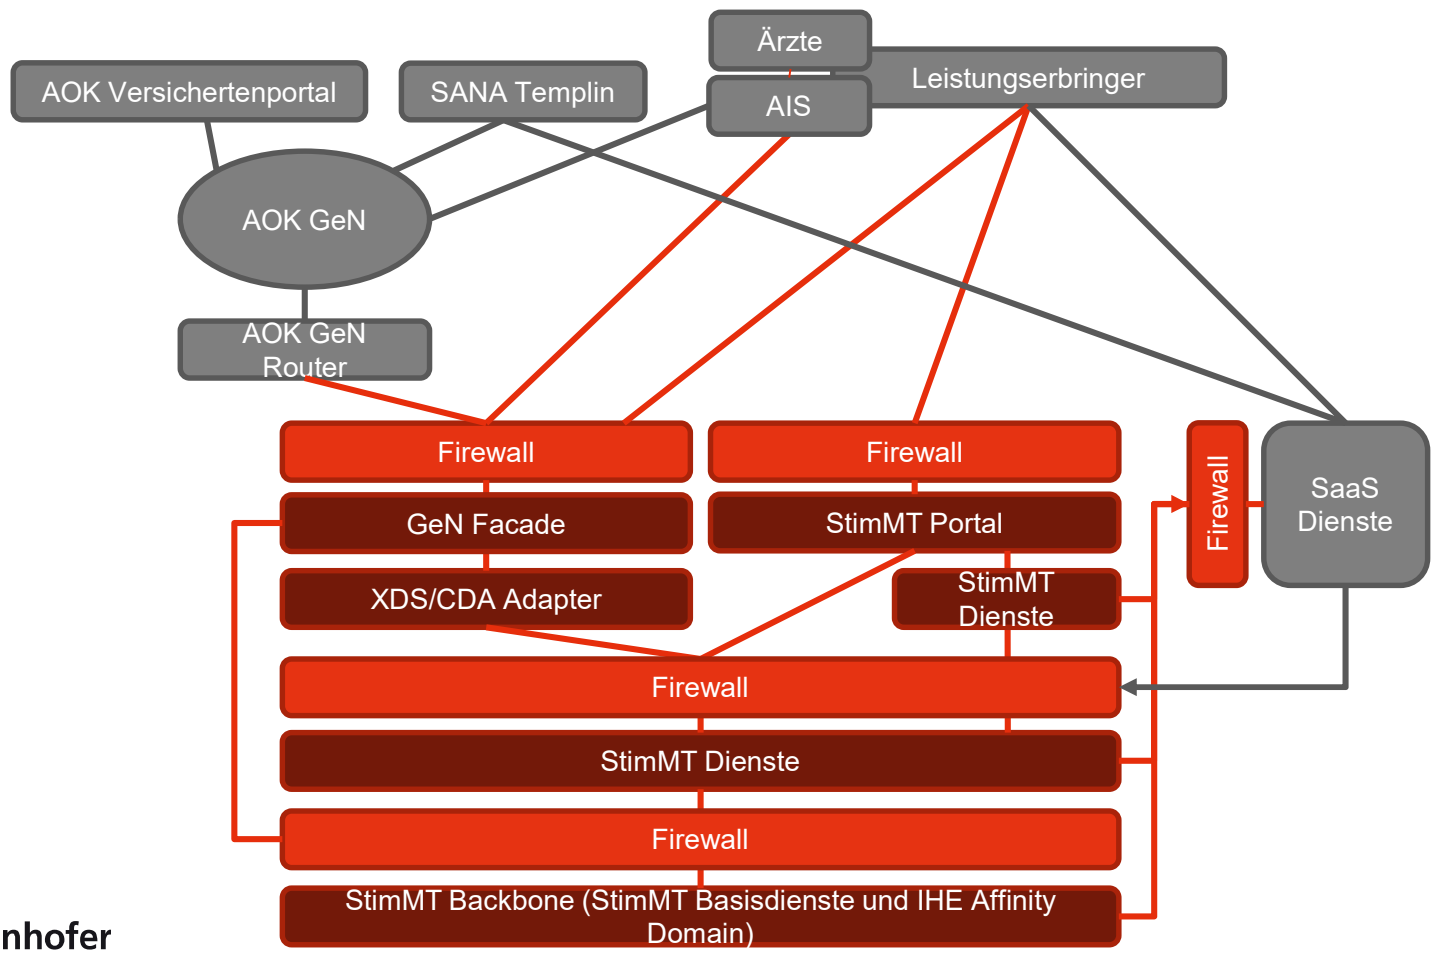 Ärzte
AOK Versichertenportal
SANA Templin
AIS
Leistungserbringer
AOK GeN
AOK GeN
Router
Firewall
Firewall
Firewall
SaaS
Dienste
GeN Facade
StimMT Portal
XDS/CDA Adapter
StimMT
Dienste
Firewall
StimMT Dienste
Firewall
StimMT Backbone (StimMT Basisdienste und IHE Affinity
Domain)
nhofer